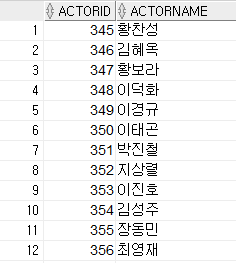 ACTORID ACTORNAME
1 345 황찬성
2 346 김혜옥
3 347 황보라
4 348 이덕화
5 349 이경규
6 350 이태곤
7 351 박진철
8 352 지상렬
9 353 이진호
10 354 김성주
11 355 장동민
12 356 최영재